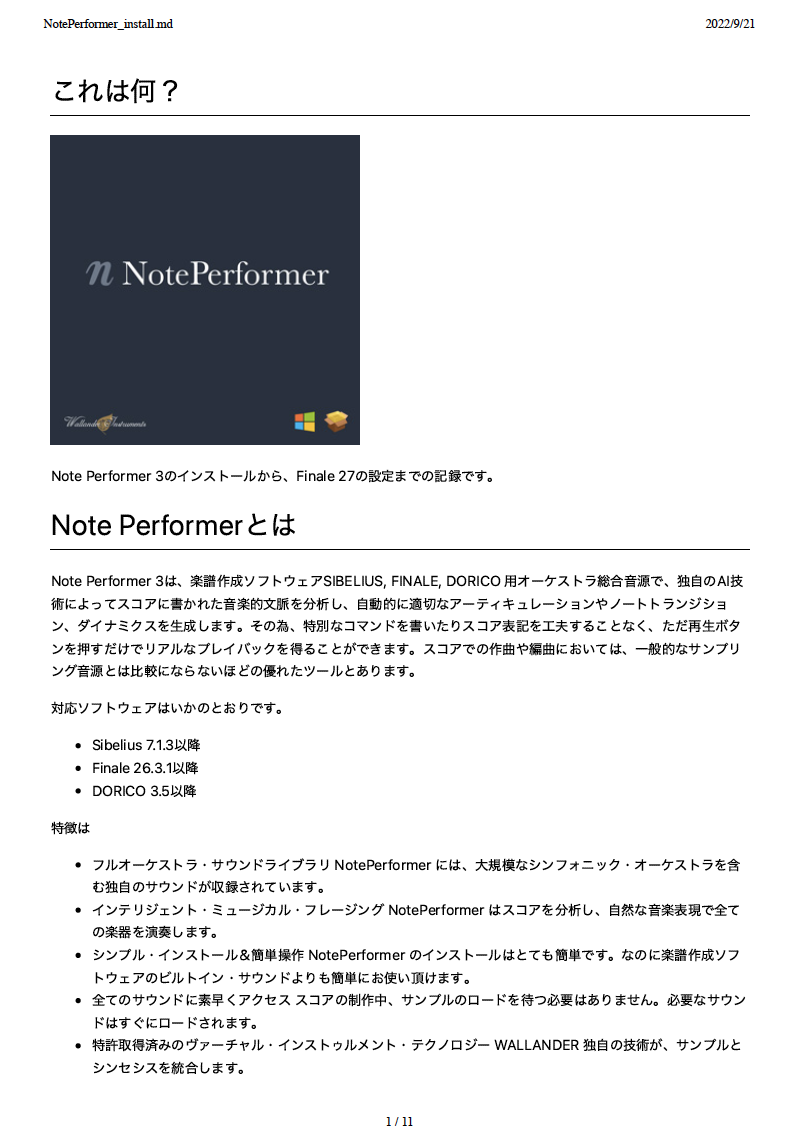 NotePerformer_install.md 2022/9/21
これは何？
n NotePerformer
Wallander Instruments
Note Performer 3のインストールから、Finale 27の設定までの記録です。
Note Performerとは
Note Performer 3は、楽譜作成ソフトウェアSIBELIUS, FINALE, DORICO 用オーケストラ総合音源で、独自のAI技
術によってスコアに書かれた音楽的文脈を分析し、自動的に適切なアーティキュレーションやノートトランジショ
ン、ダイナミクスを生成します。その為、特別なコマンドを書いたりスコア表記を工夫することなく、ただ再生ボタ
ンを押すだけでリアルなプレイバックを得ることができます。スコアでの作曲や編曲においては、一般的なサンプリ
ング音源とは比較にならないほどの優れたツールとあります。
対応ソフトウェアはいかのとおりです。
• Sibelius 7.1.3以降
• Finale 26.3.1以降
• DORICO 3.5以降
特徴は
• フルオーケストラ・サウンドライブラリ NotePerformer には、大規模なシンフォニック・オーケストラを含
む独自のサウンドが収録されています。
• インテリジェント・ミュージカル・フレージング NotePerformer はスコアを分析し、自然な音楽表現で全て
の楽器を演奏します。
• シンプル・インストール＆簡単操作 NotePerformer のインストールはとても簡単です。なのに楽譜作成ソフ
トウェアのビルトイン・サウンドよりも簡単にお使い頂けます。
• 全てのサウンドに素早くアクセス スコアの制作中、サンプルのロードを待つ必要はありません。必要なサウン
ドはすぐにロードされます。
• 特許取得済みのヴァーチャル・インストゥルメント・テクノロジー WALLANDER 独自の技術が、サンプルと
シンセシスを統合します。
1 / 11